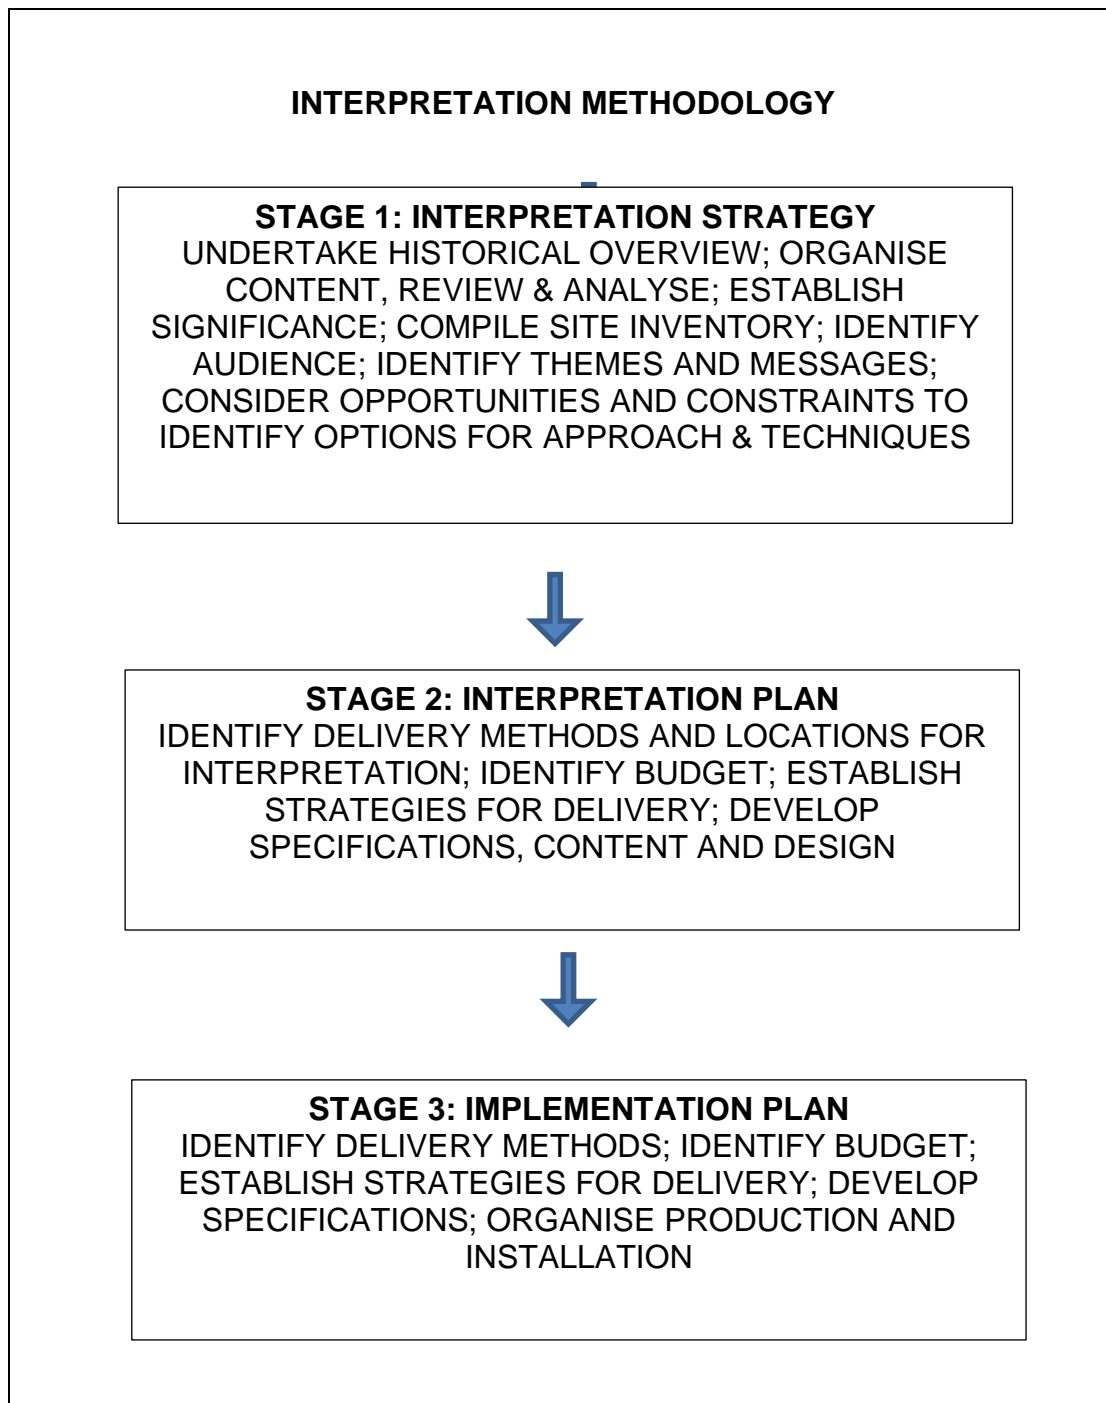 INTERPRETATION METHODOLOGY
STAGE 1: INTERPRETATION STRATEGY
UNDERTAKE HISTORICAL OVERVIEW; ORGANISE
CONTENT, REVIEW & ANALYSE; ESTABLISH
SIGNIFICANCE; COMPILE SITE INVENTORY; IDENTIFY
AUDIENCE; IDENTIFY THEMES AND MESSAGES;
CONSIDER OPPORTUNITIES AND CONSTRAINTS TO
IDENTIFY OPTIONS FOR APPROACH & TECHNIQUES
STAGE 2: INTERPRETATION PLAN
IDENTIFY DELIVERY METHODS AND LOCATIONS FOR
INTERPRETATION; IDENTIFY BUDGET; ESTABLISH
STRATEGIES FOR DELIVERY; DEVELOP
SPECIFICATIONS, CONTENT AND DESIGN
STAGE 3: IMPLEMENTATION PLAN
IDENTIFY DELIVERY METHODS; IDENTIFY BUDGET;
ESTABLISH STRATEGIES FOR DELIVERY; DEVELOP
SPECIFICATIONS; ORGANISE PRODUCTION AND
INSTALLATION